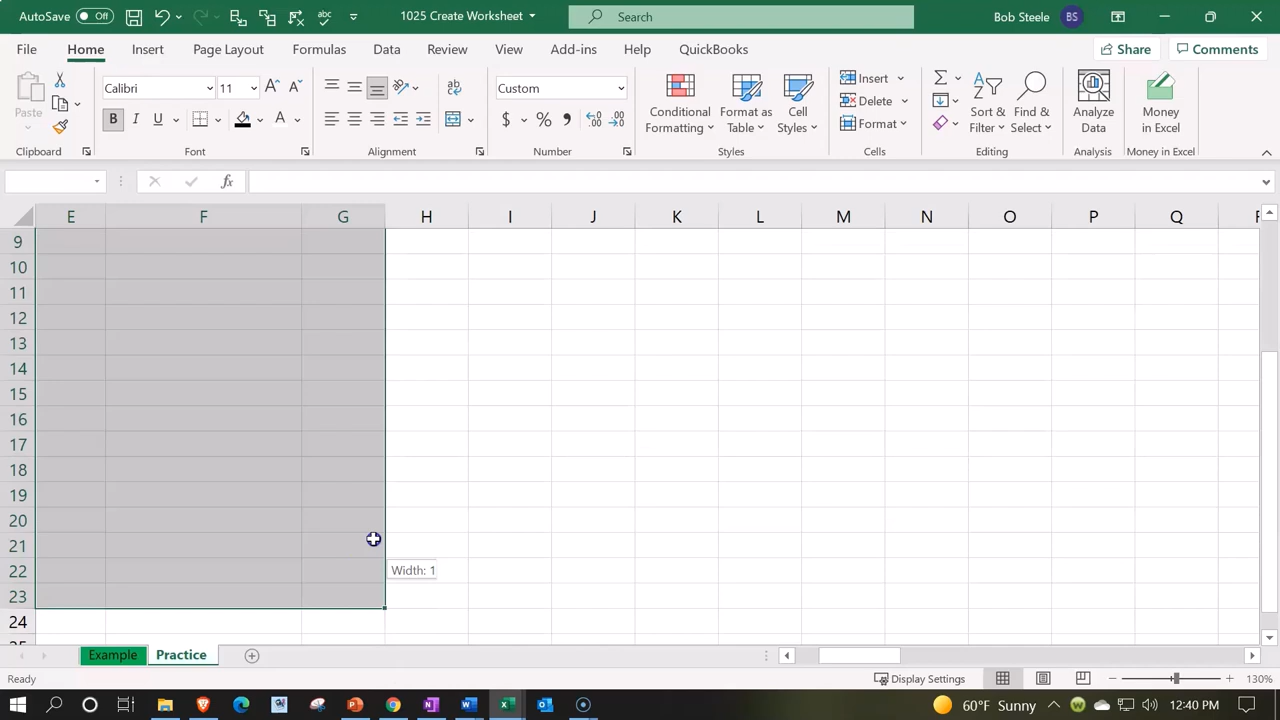 AutoSave Off 1025 Create Worksheet Search Bob Steele BS
File Home Insert Page Layout Formulas Data Review View Add-ins Help QuickBooks Share Comments
Paste Calibri 11 A A Custom Conditional Formatting Format as Table Cell Styles Insert Delete Format Sort & Filter Find & Select Analyze Data Money in Excel
B I U A A $ % 9
Clipboard Font Alignment Number Styles Cells Editing Analysis Money in Excel
fx
E F G H I J K L M N O P Q
9
10
11
12
13
14
15
16
17
18
19
20
21
22 Width: 1
23
24
Example Practice
Ready Display Settings 130%
60°F Sunny 12:40 PM